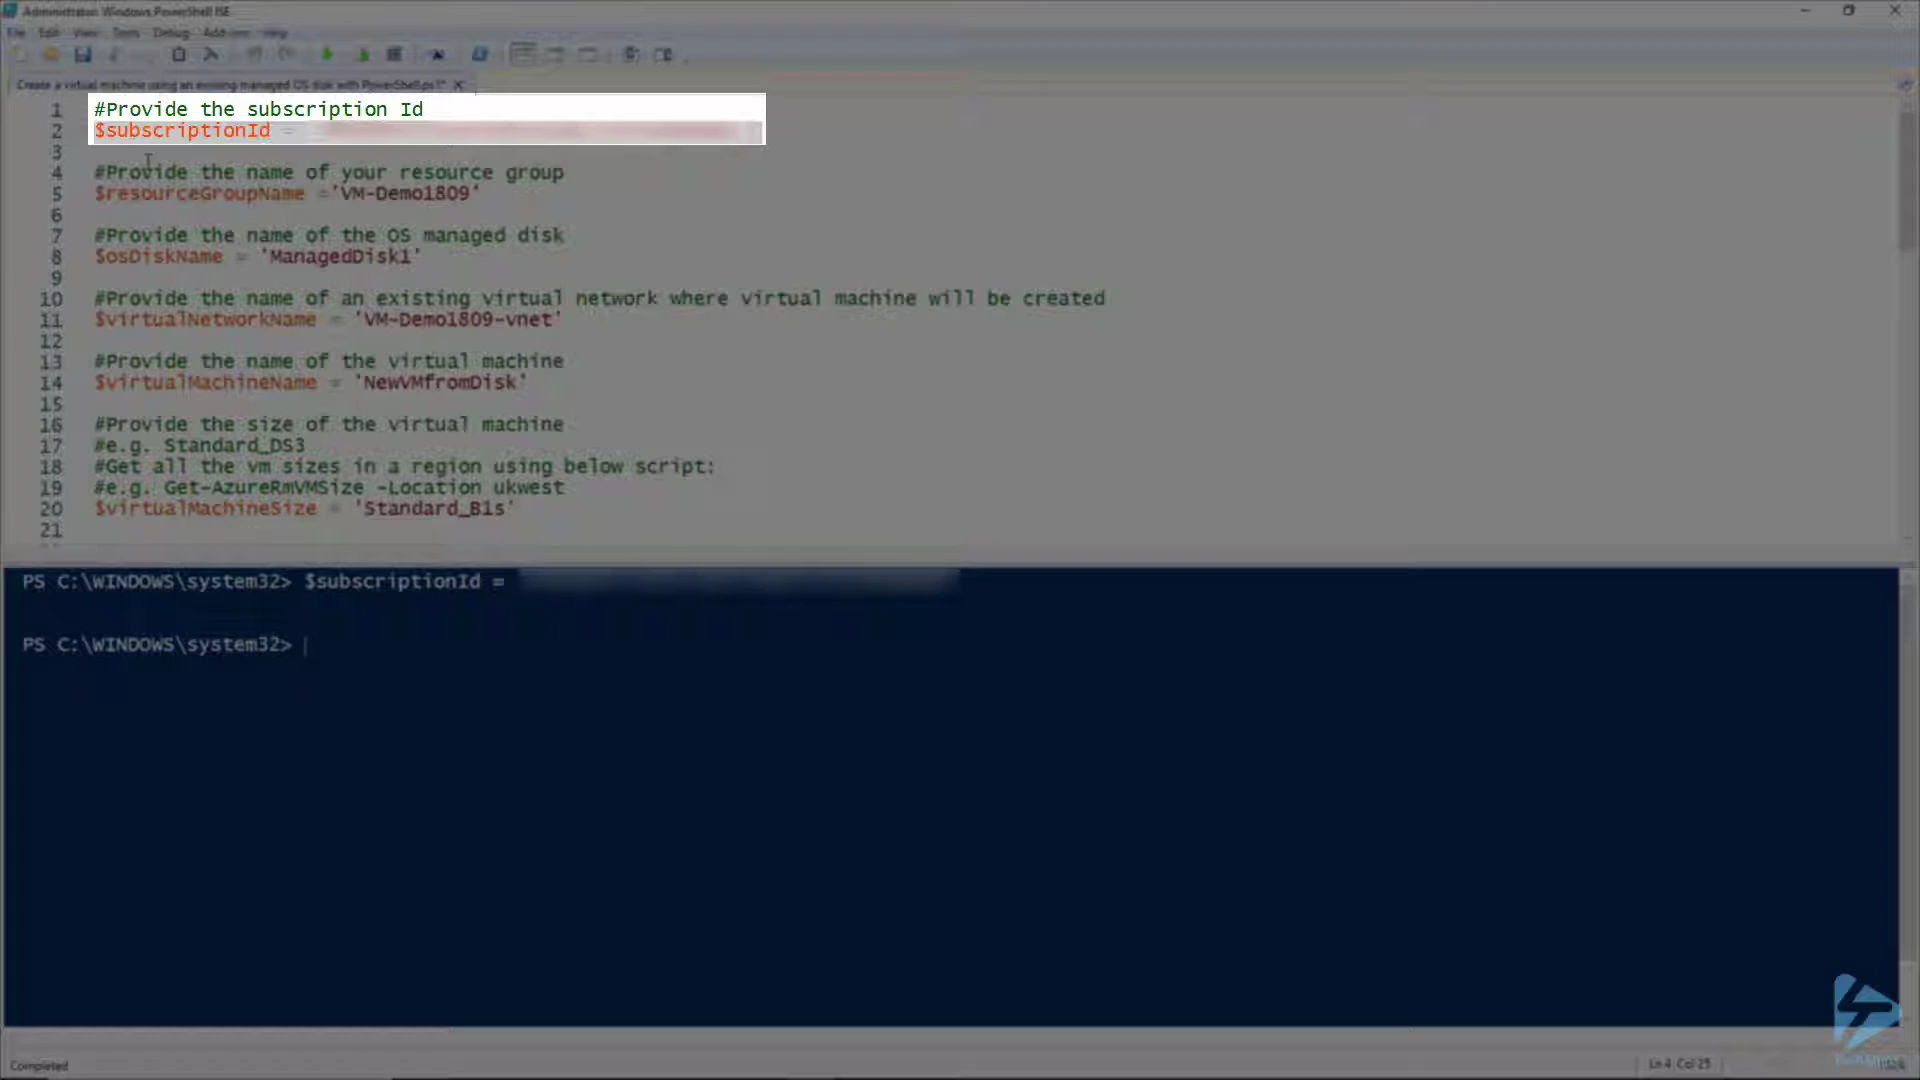 Administrator: Windows PowerShell ISE
File Edit View Tools Debug Add-ons Help
Create a virtual machine using an existing managed OS disk with PowerShell.ps1* X
1 #Provide the subscription Id
2 $subscriptionId =
3
4 #Provide the name of your resource group
5 $resourceGroupName ='VM-Demo1809'
6
7 #Provide the name of the OS managed disk
8 $osDiskName = 'ManagedDisk1'
9
10 #Provide the name of an existing virtual network where virtual machine will be created
11 $virtualNetworkName = 'VM-Demo1809-vnet'
12
13 #Provide the name of the virtual machine
14 $virtualMachineName = 'NewVMfromDisk'
15
16 #Provide the size of the virtual machine
17 #e.g. Standard_DS3
18 #Get all the vm sizes in a region using below script:
19 #e.g. Get-AzureRmVMSize -Location ukwest
20 $virtualMachineSize = 'Standard_B1s'
21
PS C:\WINDOWS\system32> $subscriptionId =
PS C:\WINDOWS\system32>
Completed
Ln 4 Col 25